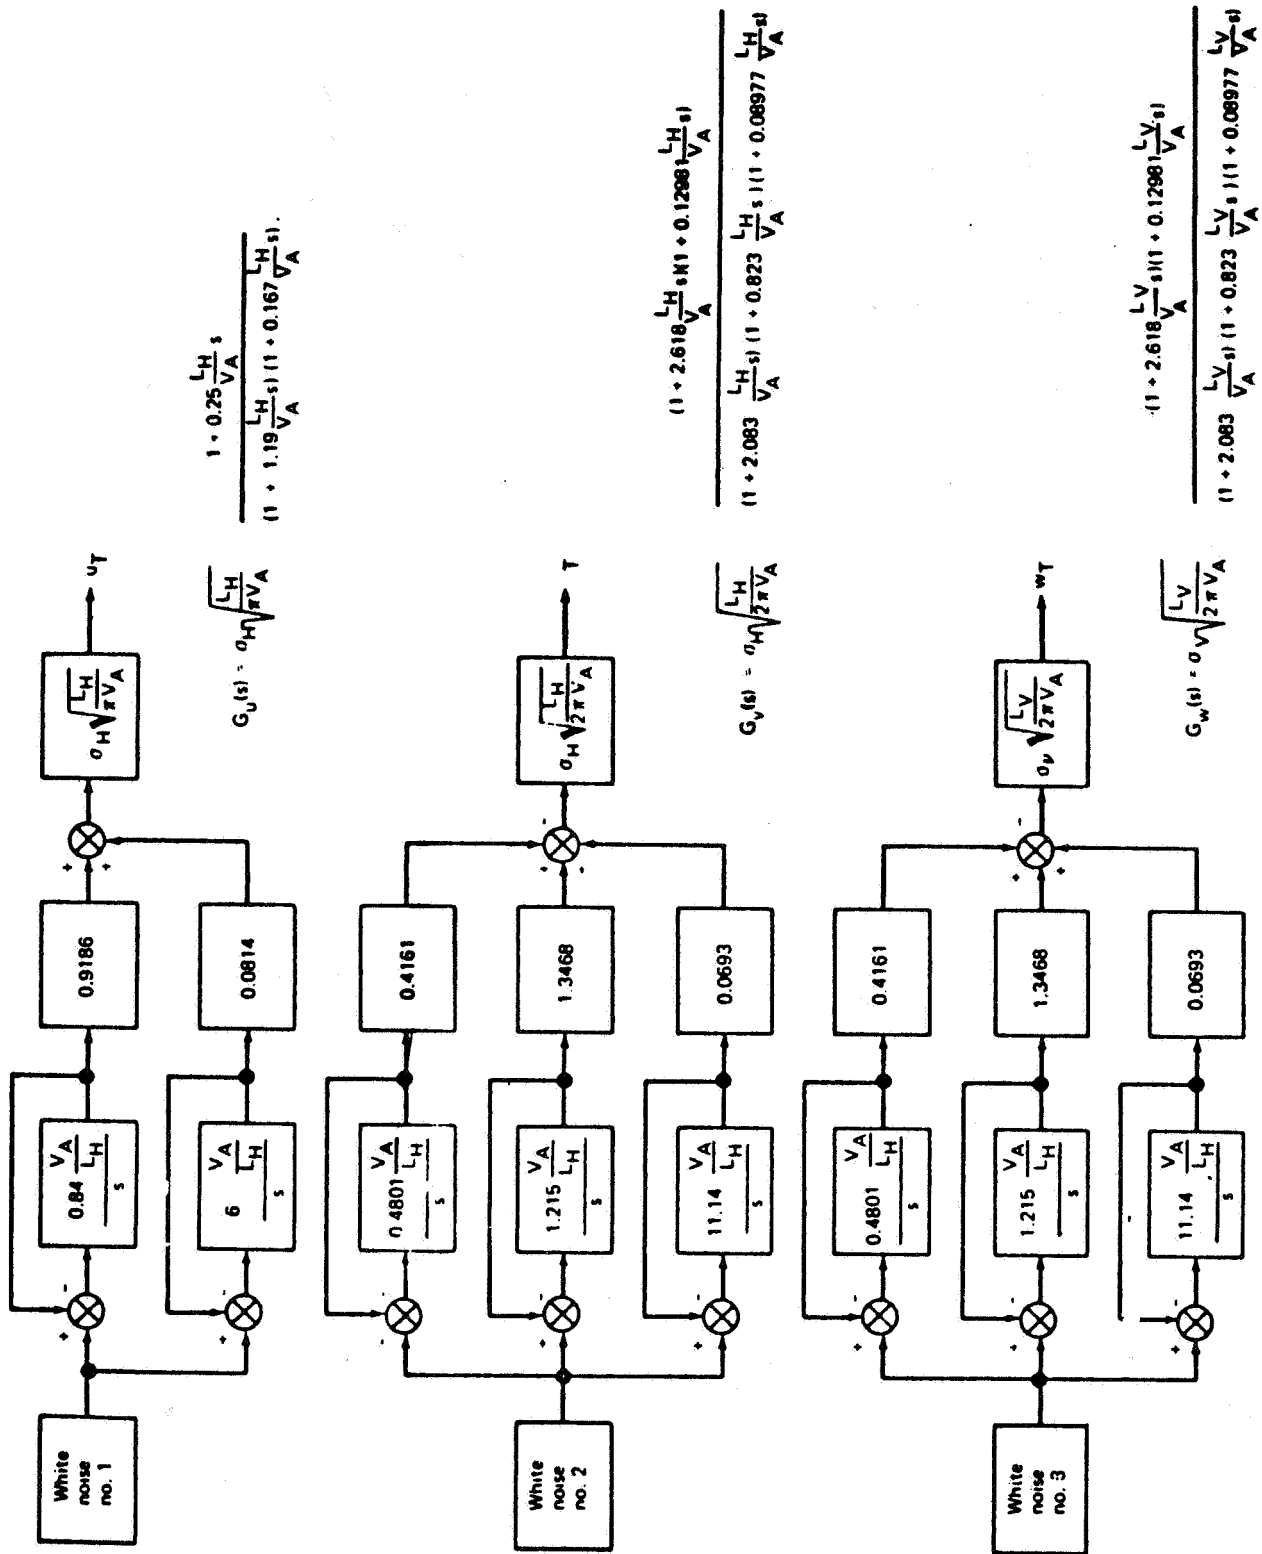 White
noise
no. 1
0.84 V_A/L_H
s
6 V_A/L_H
s
0.9186
0.0814
σ_H √(L_H/πV_A)
u_T
G_u(s) = σ_H √(L_H/πV_A) (1 + 0.25 L_H/V_A s) / ((1 + 1.19 L_H/V_A s) (1 + 0.167 L_H/V_A s)).
White
noise
no. 2
0.4801 V_A/L_H
s
1.215 V_A/L_H
s
11.14 V_A/L_H
s
0.4161
1.3468
0.0693
σ_H √(L_H/2πV_A)
T
G_v(s) = σ_H √(L_H/2πV_A) (1 + 2.618 L_H/V_A s)(1 + 0.12981 L_H/V_A s) / ((1 + 2.083 L_H/V_A s) (1 + 0.823 L_H/V_A s) (1 + 0.08977 L_H/V_A s)
White
noise
no. 3
0.4801 V_A/L_H
s
1.215 V_A/L_H
s
11.14 V_A/L_H
s
0.4161
1.3468
0.0693
σ_V √(L_V/2πV_A)
w_T
G_w(s) = σ_V √(L_V/2πV_A) (1 + 2.618 L_V/V_A s)(1 + 0.12981 L_V/V_A s) / ((1 + 2.083 L_V/V_A s) (1 + 0.823 L_V/V_A s) (1 + 0.08977 L_V/V_A s)